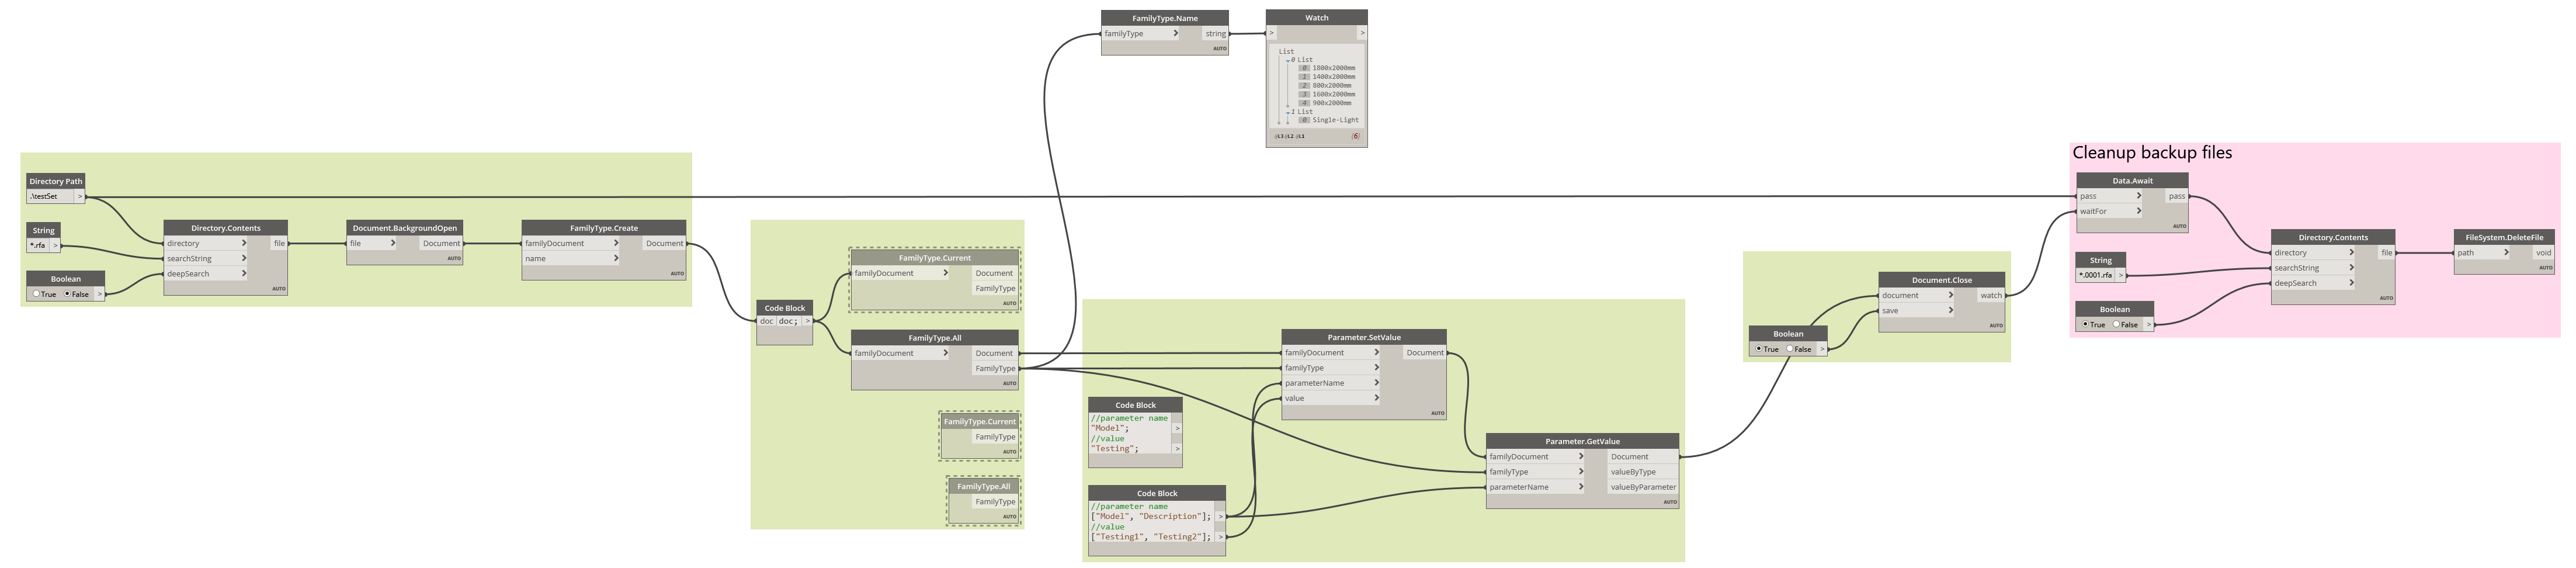 FamilyType.Name
familyType > string
AUTO
Watch
> >
List
0 List
0 1800x2000mm
1 1400x2000mm
2 800x2000mm
3 1600x2000mm
4 900x2000mm
1 List
0 Single-Light
@L3 @L2 @L1 {6}
Directory Path
.\testSet >
String
*.rfa >
Boolean
True False >
Directory.Contents
directory > file
searchString >
deepSearch >
AUTO
Document.BackgroundOpen
file > Document
AUTO
FamilyType.Create
familyDocument > Document
name >
AUTO
Code Block
doc doc; >
FamilyType.Current
familyDocument > Document
FamilyType
AUTO
FamilyType.All
familyDocument > Document
FamilyType
AUTO
FamilyType.Current
FamilyType
AUTO
FamilyType.All
FamilyType
AUTO
Code Block
//parameter name
"Model"; >
//value
"Testing"; >
Code Block
//parameter name
["Model", "Description"]; >
//value
["Testing1", "Testing2"]; >
Parameter.SetValue
familyDocument > Document
familyType >
parameterName >
value >
AUTO
Parameter.GetValue
familyDocument > Document
familyType > valueByType
parameterName > valueByParameter
AUTO
Boolean
True False >
Document.Close
document > watch
save >
AUTO
Cleanup backup files
Data.Await
pass > pass
waitFor >
AUTO
String
*.0001.rfa >
Boolean
True False >
Directory.Contents
directory > file
searchString >
deepSearch >
AUTO
FileSystem.DeleteFile
path > void
AUTO